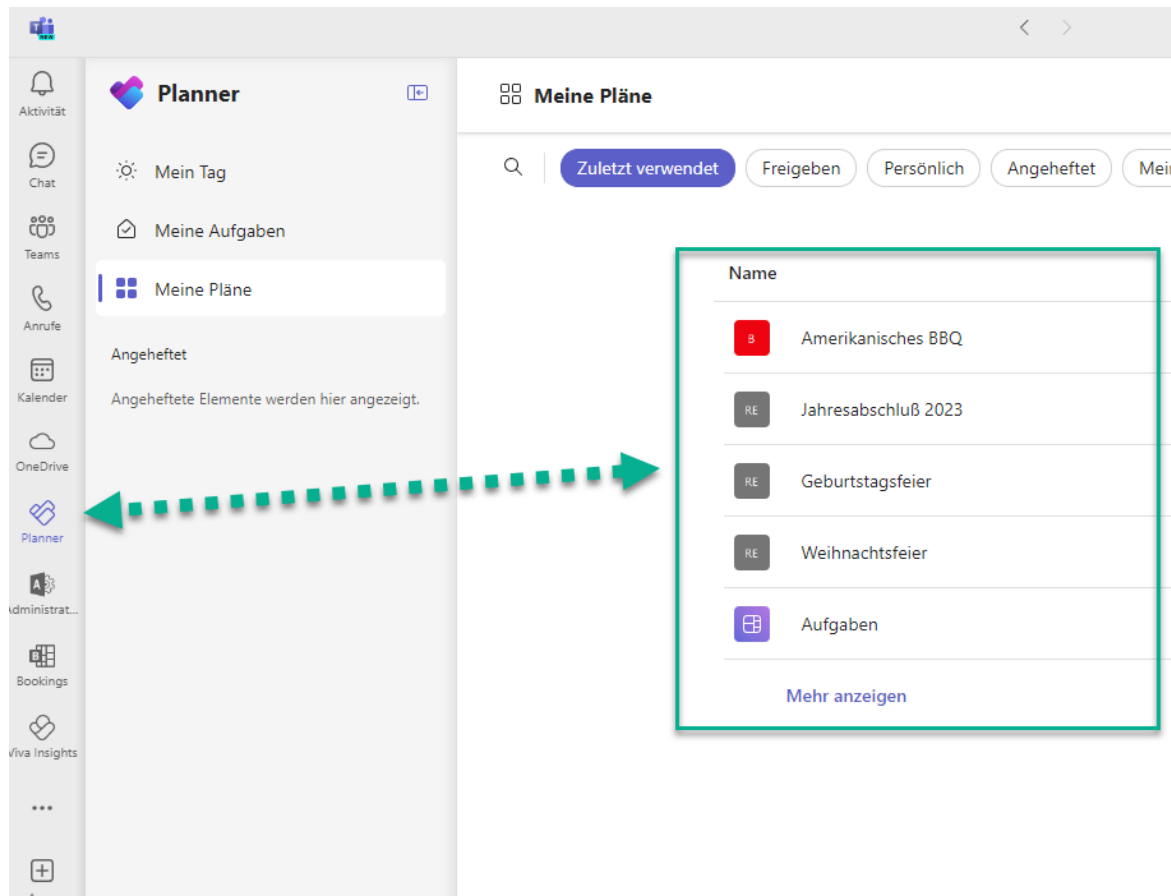 Aktivität
Chat
Teams
Anrufe
Kalender
OneDrive
Planner
Administrat...
Bookings
Viva Insights
Planner
Mein Tag
Meine Aufgaben
Meine Pläne
Angeheftet
Angeheftete Elemente werden hier angezeigt.
Meine Pläne
Zuletzt verwendet Freigeben Persönlich Angeheftet
Name
B Amerikanisches BBQ
RE Jahresabschluß 2023
RE Geburtstagsfeier
RE Weihnachtsfeier
Aufgaben
Mehr anzeigen